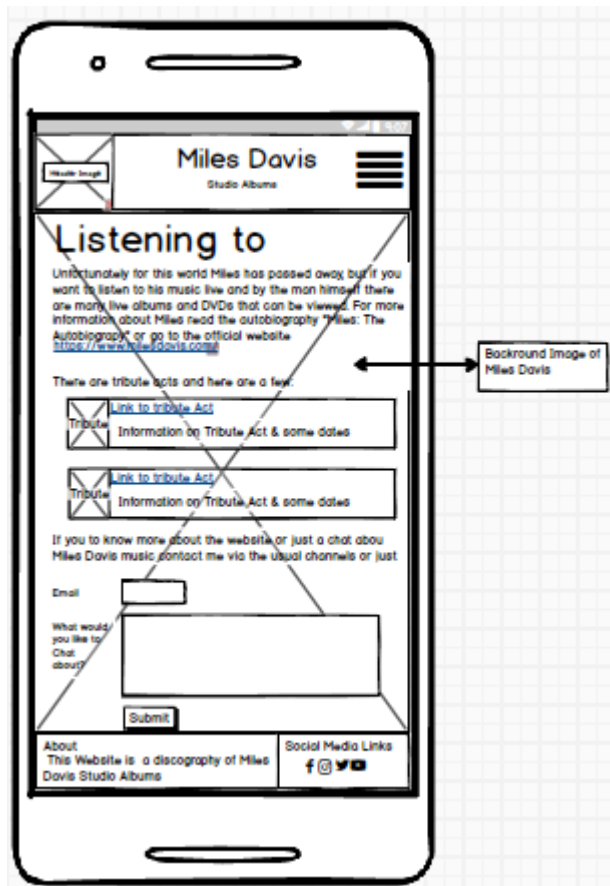 9:07
Miles Davis
Studio Albums
Listening to
Unfortunately for this world Miles has passed away, but if you
want to listen to his music live and by the man himself there
are many live albums and DVDs that can be viewed. For more
information about Miles read the autobiography "Miles: The
Autobiograpy" or go to the official website
https://www.milesdavis.com/
There are tribute acts and here are a few:
Tribute
Link to tribute Act
Information on Tribute Act & some dates
Tribute
Link to tribute Act
Information on Tribute Act & some dates
If you to know more about the website or just a chat abou
Miles Davis music contact me via the usual channels or just
Email
What would
you like to
Chat
about?
Submit
About
This Website is a discography of Miles
Davis Studio Albums
Social Media Links
Backround Image of
Miles Davis